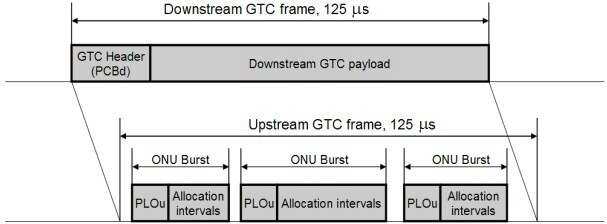 Downstream GTC frame, 125 μs
GTC Header
(PCBd)
Downstream GTC payload
Upstream GTC frame, 125 μs
ONU Burst
ONU Burst
ONU Burst
PLOu
Allocation
intervals
PLOu
Allocation intervals
PLOu
Allocation
intervals